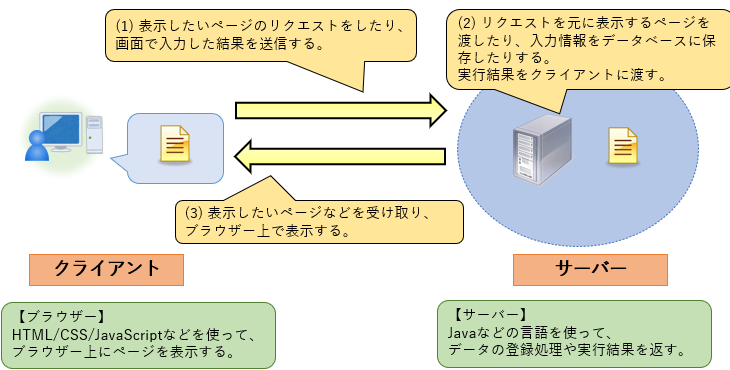 (1) 表示したいページのリクエストをしたり、
画面で入力した結果を送信する。
(2) リクエストを元に表示するページを
渡したり、入力情報をデータベースに保
存したりする。
実行結果をクライアントに渡す。
(3) 表示したいページなどを受け取り、
ブラウザー上で表示する。
クライアント
サーバー
【ブラウザー】
HTML/CSS/JavaScriptなどを使って、
ブラウザー上にページを表示する。
【サーバー】
Javaなどの言語を使って、
データの登録処理や実行結果を返す。